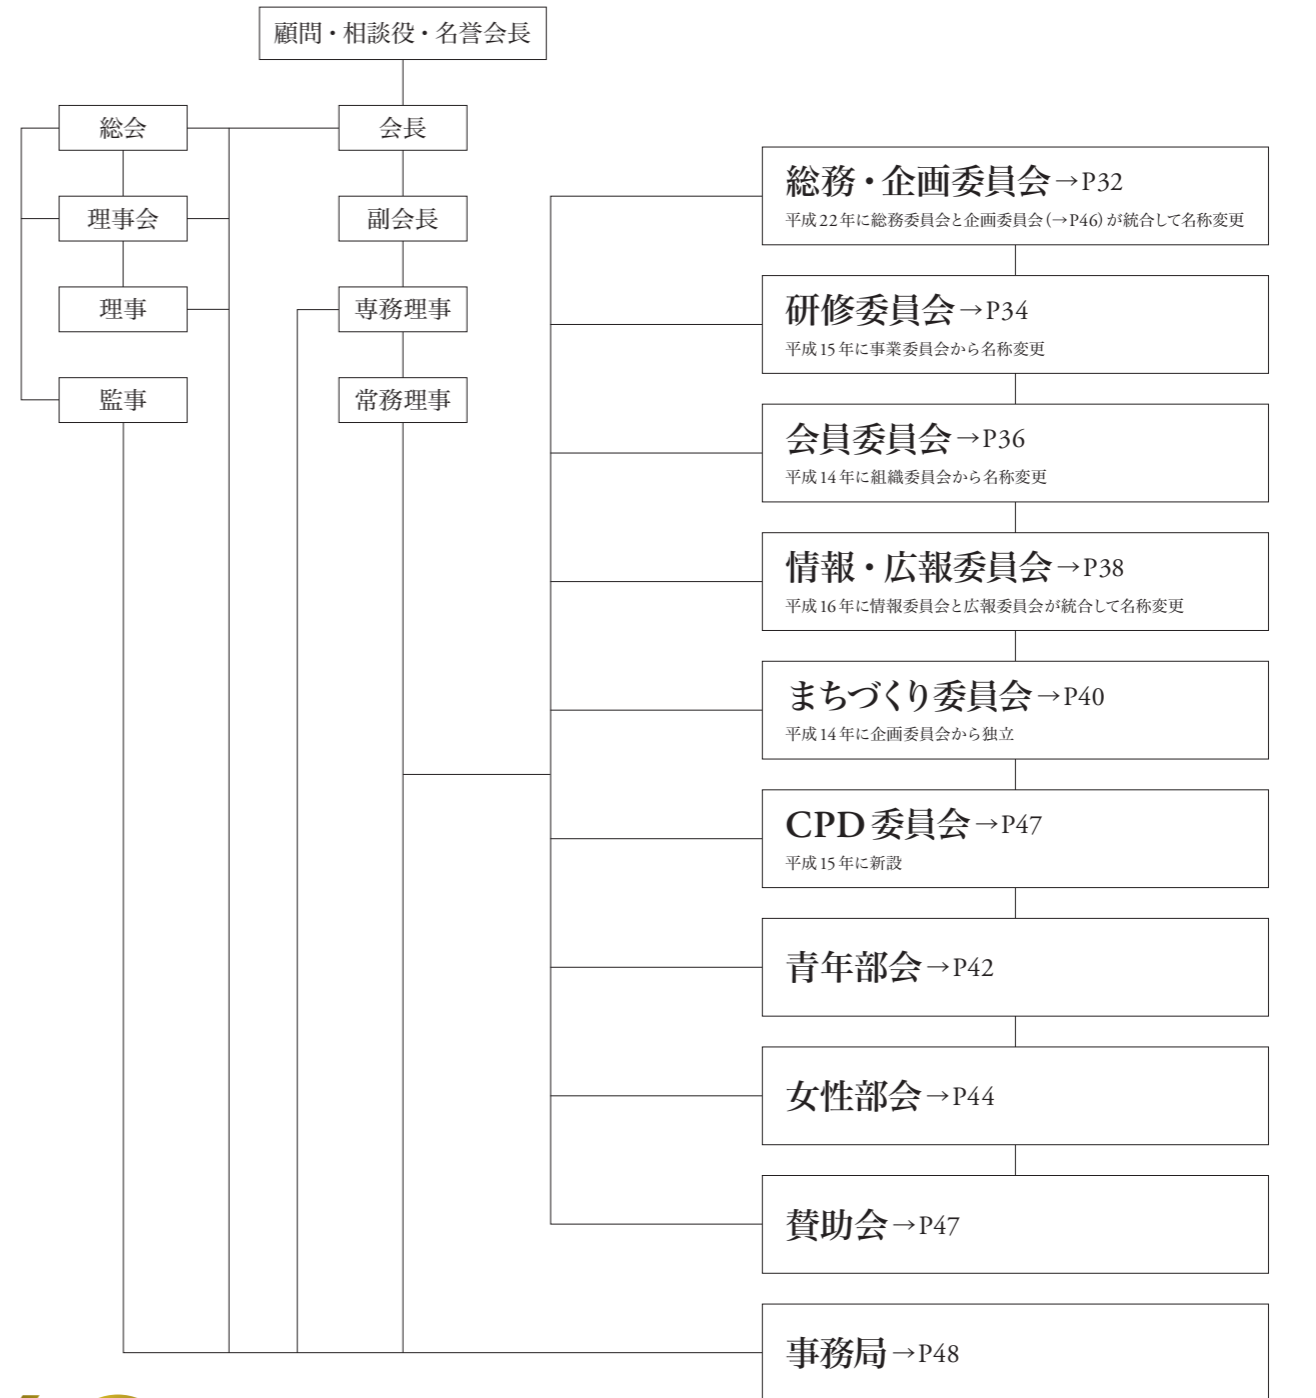 顧問・相談役・名誉会長
総会
会長
理事会
副会長
理事
専務理事
監事
常務理事
総務・企画委員会→P32
平成22年に総務委員会と企画委員会(→P46)が統合して名称変更
研修委員会→P34
平成15年に事業委員会から名称変更
会員委員会→P36
平成14年に組織委員会から名称変更
情報・広報委員会→P38
平成16年に情報委員会と広報委員会が統合して名称変更
まちづくり委員会→P40
平成14年に企画委員会から独立
CPD委員会→P47
平成15年に新設
青年部会→P42
女性部会→P44
賛助会→P47
事務局→P48